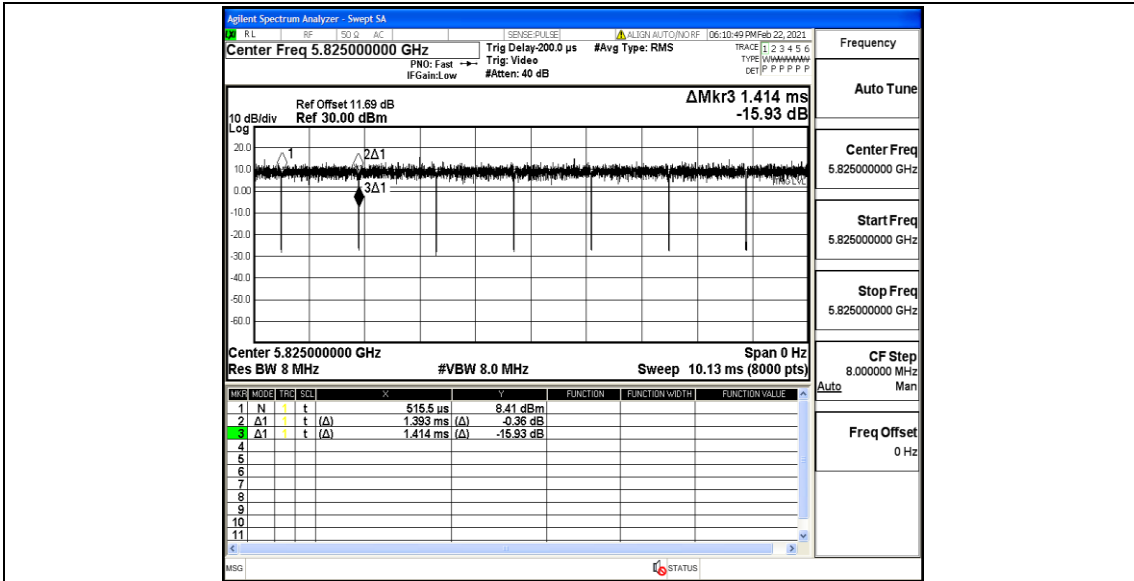 Agilent Spectrum Analyzer - Swept SA
RL RF 50 Ω AC SENSE:PULSE ALIGN AUTO/NO RF 06:10:49 PM Feb 22, 2021
Center Freq 5.825000000 GHz
PNO: Fast
IFGain:Low
Trig Delay-200.0 µs
Trig: Video
#Atten: 40 dB
#Avg Type: RMS
TRACE 1 2 3 4 5 6
TYPE
DET P P P P P P
Frequency
Auto Tune
Center Freq
5.825000000 GHz
Start Freq
5.825000000 GHz
Stop Freq
5.825000000 GHz
CF Step
8.000000 MHz
Auto Man
Freq Offset
0 Hz
ΔMkr3 1.414 ms
-15.93 dB
Ref Offset 11.69 dB
10 dB/div Ref 30.00 dBm
Log
20.0
10.0
0.00
-10.0
-20.0
-30.0
-40.0
-50.0
-60.0
1
2Δ1
3Δ1
TRIG LVL
Center 5.825000000 GHz Span 0 Hz
Res BW 8 MHz #VBW 8.0 MHz Sweep 10.13 ms (8000 pts)
MKR MODE TRC SCL X Y FUNCTION FUNCTION WIDTH FUNCTION VALUE
1 N 1 t 515.5 µs 8.41 dBm
2 Δ1 1 t (Δ) 1.393 ms (Δ) -0.36 dB
3 Δ1 1 t (Δ) 1.414 ms (Δ) -15.93 dB
4
5
6
7
8
9
10
11
MSG STATUS